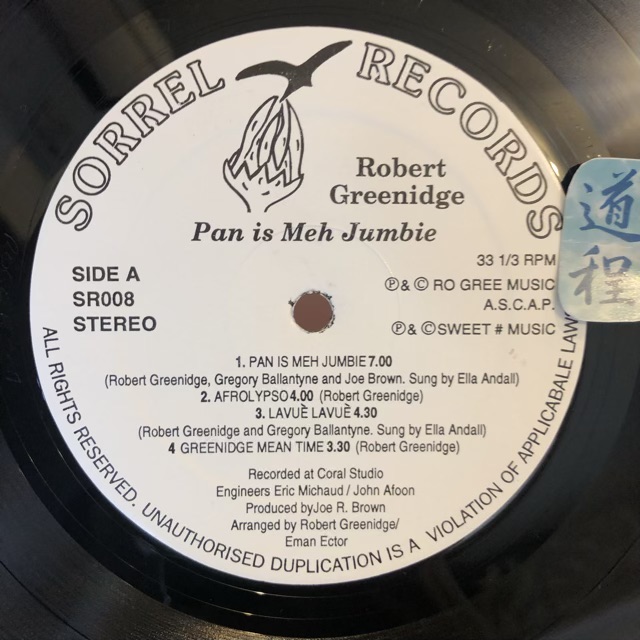 SORREL RECORDS
Robert
Greenidge
Pan is Meh Jumbie
SIDE A
SR008
STEREO
33 1/3 RPM
℗& © RO GREE MUSIC
A.S.C.A.P.
℗& ©SWEET # MUSIC
1. PAN IS MEH JUMBIE 7.00
(Robert Greenidge, Gregory Ballantyne and Joe Brown. Sung by Ella Andall)
2. AFROLYPSO 4.00 (Robert Greenidge)
3. LAVUÈ LAVUÈ 4.30
(Robert Greenidge and Gregory Ballantyne. Sung by Ella Andall)
4 GREENIDGE MEAN TIME 3.30 (Robert Greenidge)
Recorded at Coral Studio
Engineers Eric Michaud / John Afoon
Produced by Joe R. Brown
Arranged by Robert Greenidge/
Eman Ector
ALL RIGHTS RESERVED. UNAUTHORISED DUPLICATION IS A VIOLATION OF APPLICABALE LAW
道程